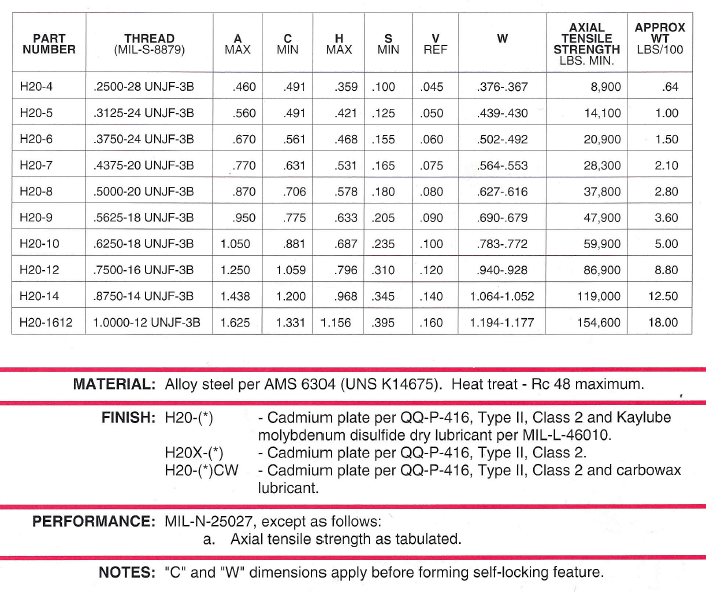 PART NUMBER THREAD (MIL-S-8879) A MAX C MIN H MAX S MIN V REF W AXIAL TENSILE STRENGTH LBS. MIN. APPROX WT LBS/100
H20-4 .2500-28 UNJF-3B .460 .491 .359 .100 .045 .376-.367 8,900 .64
H20-5 .3125-24 UNJF-3B .560 .491 .421 .125 .050 .439-.430 14,100 1.00
H20-6 .3750-24 UNJF-3B .670 .561 .468 .155 .060 .502-.492 20,900 1.50
H20-7 .4375-20 UNJF-3B .770 .631 .531 .165 .075 .564-.553 28,300 2.10
H20-8 .5000-20 UNJF-3B .870 .706 .578 .180 .080 .627-.616 37,800 2.80
H20-9 .5625-18 UNJF-3B .950 .775 .633 .205 .090 .690-.679 47,900 3.60
H20-10 .6250-18 UNJF-3B 1.050 .881 .687 .235 .100 .783-.772 59,900 5.00
H20-12 .7500-16 UNJF-3B 1.250 1.059 .796 .310 .120 .940-.928 86,900 8.80
H20-14 .8750-14 UNJF-3B 1.438 1.200 .968 .345 .140 1.064-1.052 119,000 12.50
H20-1612 1.0000-12 UNJF-3B 1.625 1.331 1.156 .395 .160 1.194-1.177 154,600 18.00
MATERIAL: Alloy steel per AMS 6304 (UNS K14675). Heat treat - Rc 48 maximum.
FINISH: H20-(*) - Cadmium plate per QQ-P-416, Type II, Class 2 and Kaylube
molybdenum disulfide dry lubricant per MIL-L-46010.
H20X-(*) - Cadmium plate per QQ-P-416, Type II, Class 2.
H20-(*)CW - Cadmium plate per QQ-P-416, Type II, Class 2 and carbowax
lubricant.
PERFORMANCE: MIL-N-25027, except as follows:
a. Axial tensile strength as tabulated.
NOTES: "C" and "W" dimensions apply before forming self-locking feature.